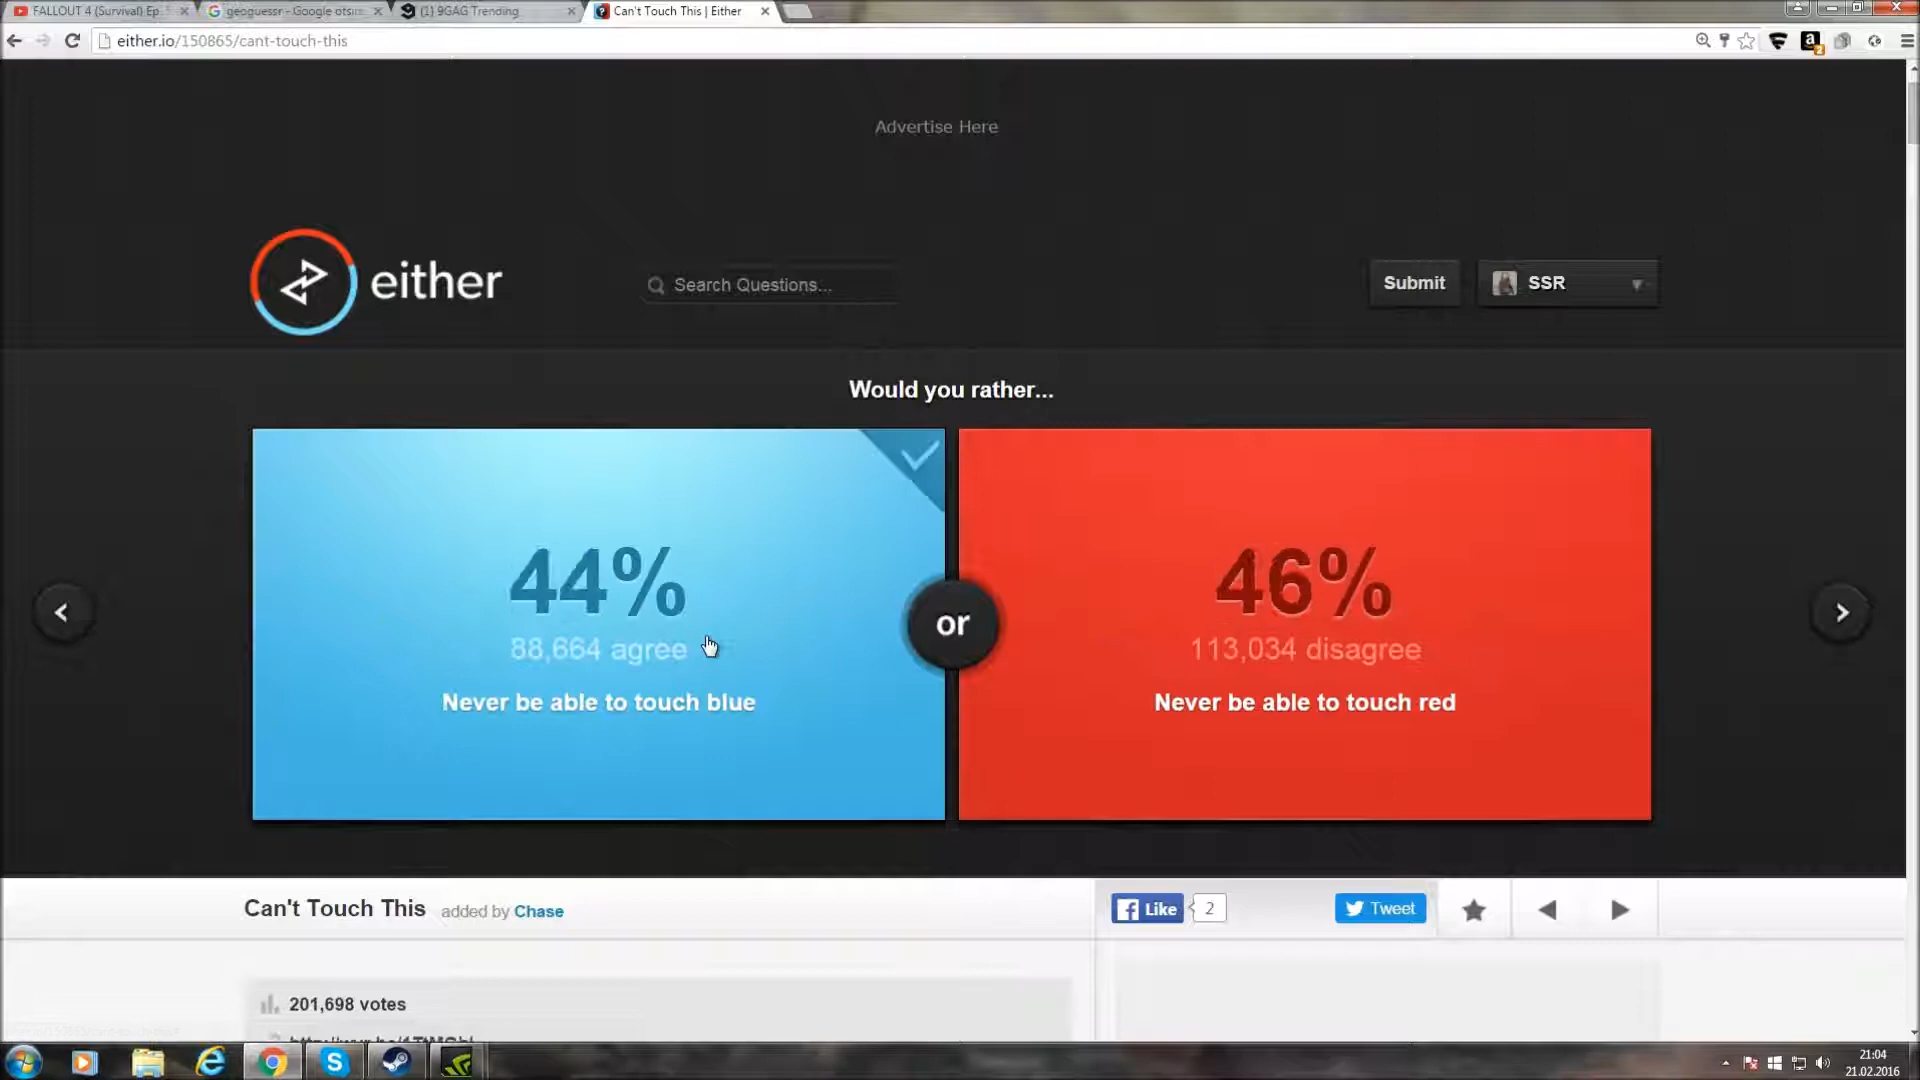 FALLOUT 4 (Survival) Ep.
geoguessr - Google otsin
(1) 9GAG Trending
Can't Touch This | Either
either.io/150865/cant-touch-this
Advertise Here
either
Search Questions...
Submit
SSR
Would you rather...
44%
88,664 agree
Never be able to touch blue
or
46%
113,034 disagree
Never be able to touch red
Can't Touch This added by Chase
Like
2
Tweet
201,698 votes
21:04
21.02.2016